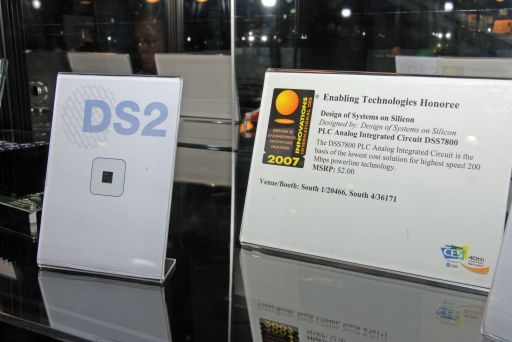 DS2
Enabling Technologies Honoree
Design of Systems on Silicon
Designed by: Design of Systems on Silicon
PLC Analog Integrated Circuit DSS7800
The DSS7800 PLC Analog Integrated Circuit is the
basis of the lowest cost solution for highest speed 200
Mbps powerline technology.
MSRP: $2.00
Venue/Booth: South 1/20466, South 4/36171
INNOVATIONS
INTERNATIONAL CES
DESIGN &
ENGINEERING
SHOWCASE
HONORS
2007
CES
40th